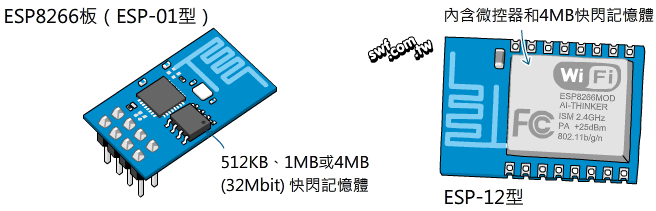 ESP8266板（ESP-01型）
512KB、1MB或4MB
(32Mbit) 快閃記憶體
swf.com.tw
內含微控器和4MB快閃記憶體
Wi Fi
ESP8266MOD
AI-THINKER
ISM 2.4GHz
PA +25dBm
802.11b/g/n
FC
ESP-12型